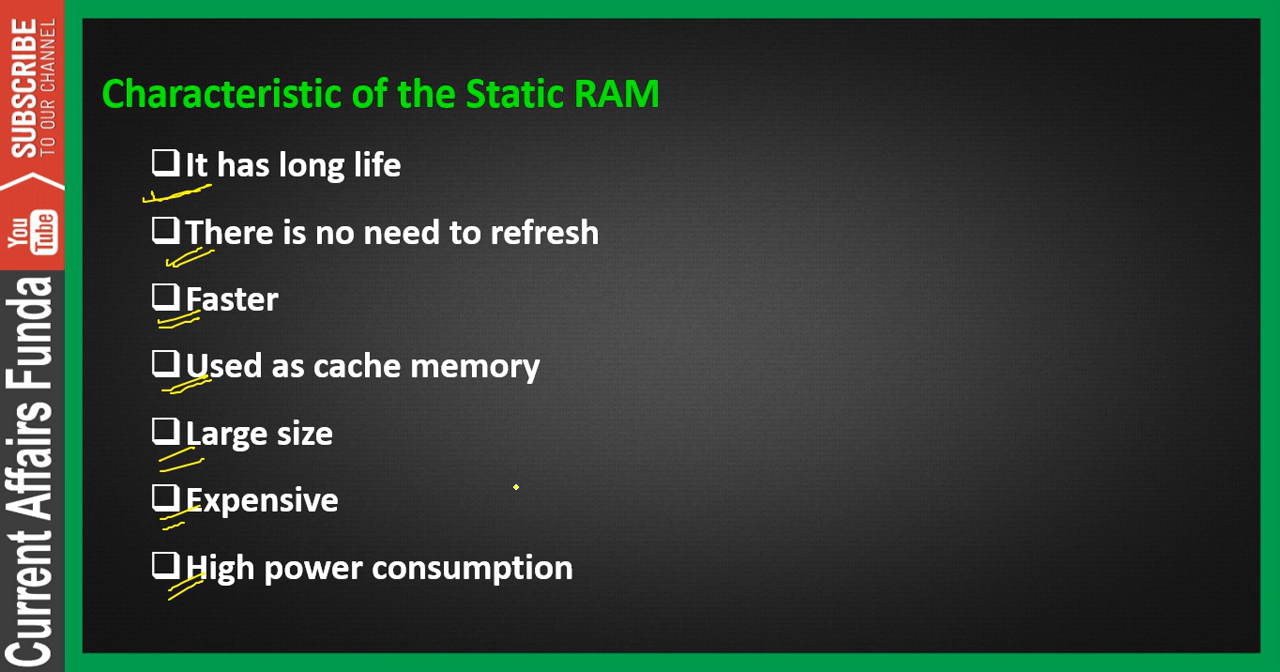 SUBSCRIBE
TO OUR CHANNEL
You
Tube
Current Affairs Funda
Characteristic of the Static RAM
❑It has long life
❑There is no need to refresh
❑Faster
❑Used as cache memory
❑Large size
❑Expensive
❑High power consumption